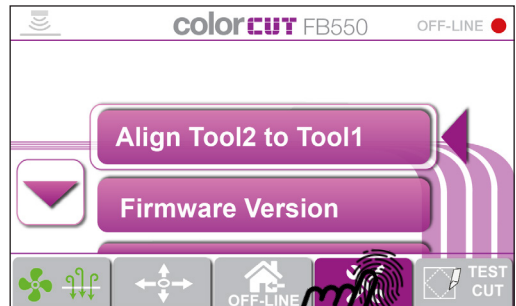 colorcut FB550 OFF-LINE
Align Tool2 to Tool1
Firmware Version
OFF-LINE
TEST
CUT